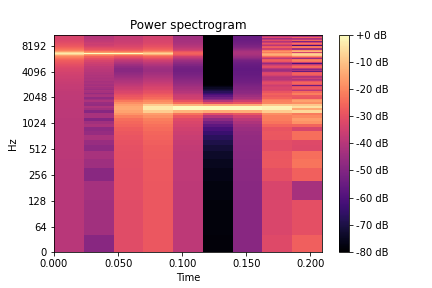 Power spectrogram
8192
4096
2048
1024
512
256
128
64
0
Hz
0.000 0.050 0.100 0.150 0.200
Time
+0 dB
-10 dB
-20 dB
-30 dB
-40 dB
-50 dB
-60 dB
-70 dB
-80 dB